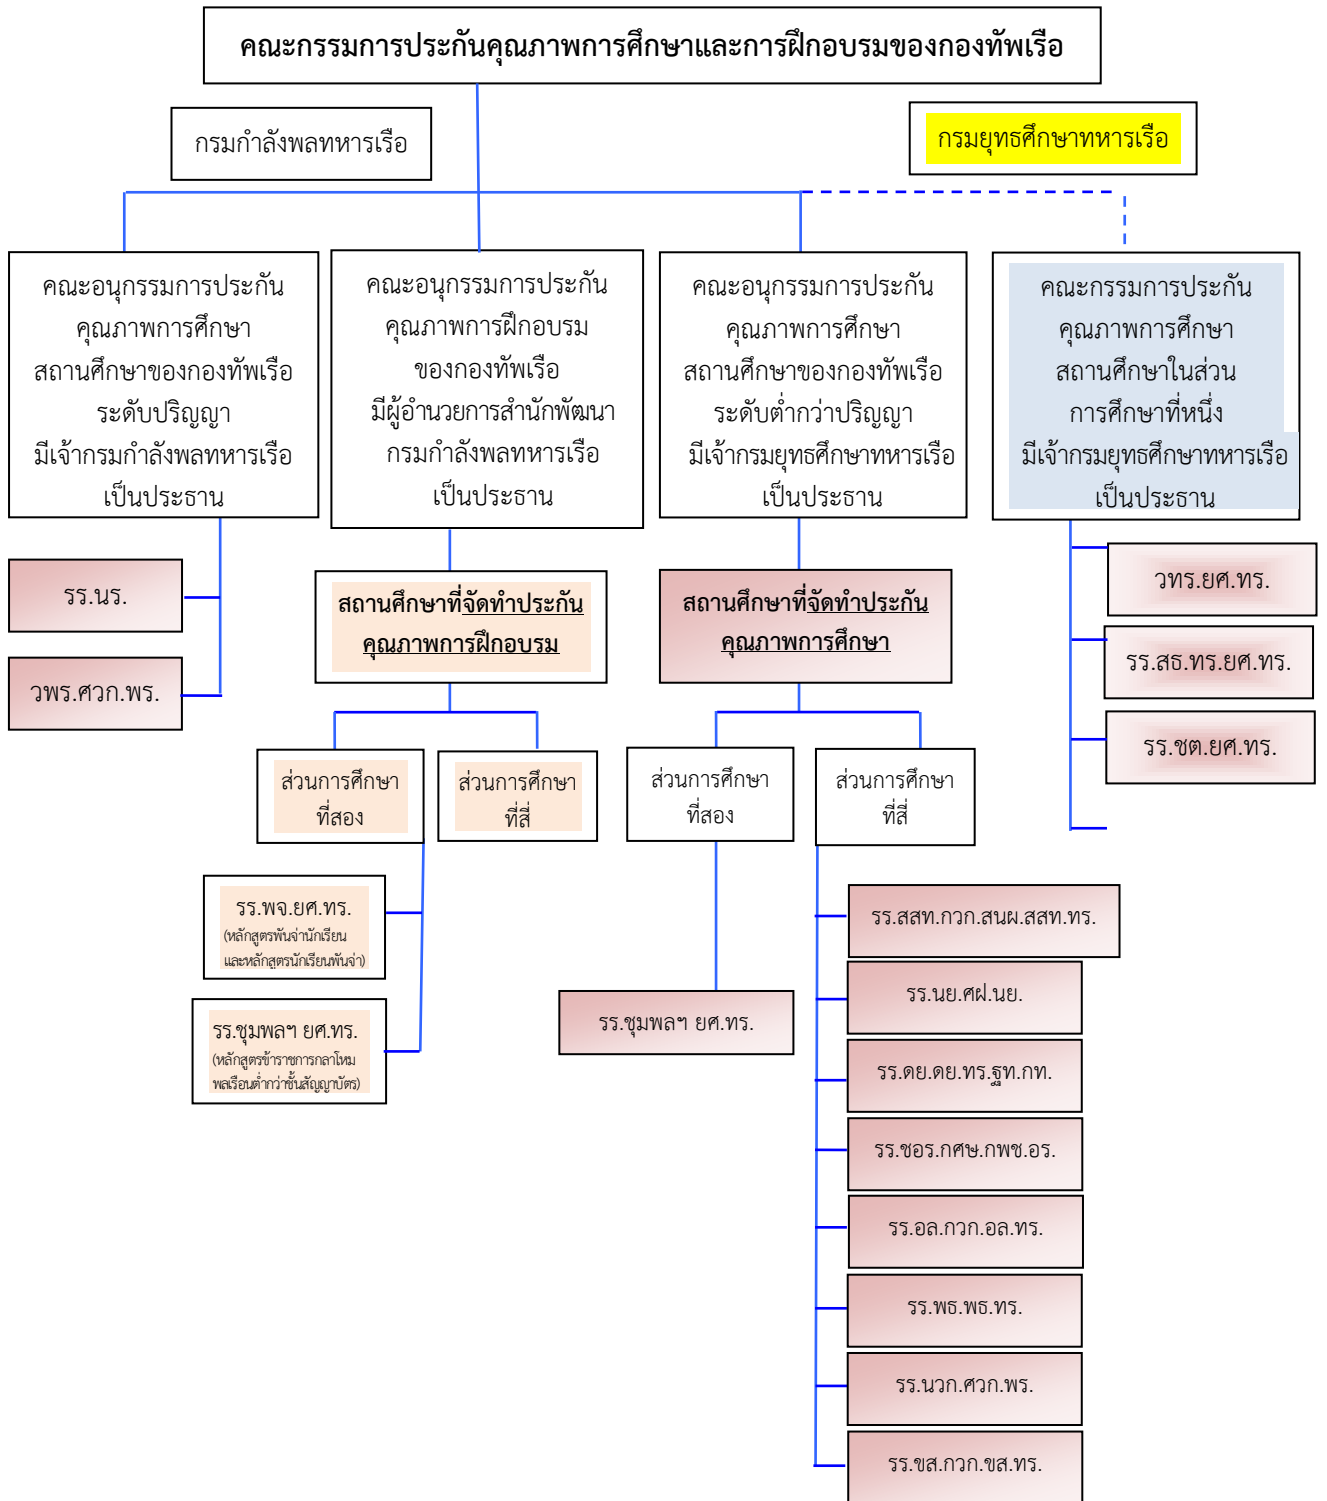 คณะกรรมการประกันคุณภาพการศึกษาและการฝึกอบรมของกองทัพเรือ
กรมกำลังพลทหารเรือ
กรมยุทธศึกษาทหารเรือ
คณะอนุกรรมการประกัน
คุณภาพการศึกษา
สถานศึกษาของกองทัพเรือ
ระดับปริญญา
มีเจ้ากรมกำลังพลทหารเรือ
เป็นประธาน
คณะอนุกรรมการประกัน
คุณภาพการฝึกอบรม
ของกองทัพเรือ
มีผู้อำนวยการสำนักพัฒนา
กรมกำลังพลทหารเรือ
เป็นประธาน
คณะอนุกรรมการประกัน
คุณภาพการศึกษา
สถานศึกษาของกองทัพเรือ
ระดับต่ำกว่าปริญญา
มีเจ้ากรมยุทธศึกษาทหารเรือ
เป็นประธาน
คณะกรรมการประกัน
คุณภาพการศึกษา
สถานศึกษาในส่วน
การศึกษาที่หนึ่ง
มีเจ้ากรมยุทธศึกษาทหารเรือ
เป็นประธาน
รร.นร.
วพร.ศวก.พร.
สถานศึกษาที่จัดทำประกัน
คุณภาพการฝึกอบรม
สถานศึกษาที่จัดทำประกัน
คุณภาพการศึกษา
วทร.ยศ.ทร.
รร.สธ.ทร.ยศ.ทร.
รร.ชต.ยศ.ทร.
ส่วนการศึกษา
ที่สอง
ส่วนการศึกษา
ที่สี่
ส่วนการศึกษา
ที่สอง
ส่วนการศึกษา
ที่สี่
รร.พจ.ยศ.ทร.
(หลักสูตรพันจ่านักเรียน
และหลักสูตรนักเรียนพันจ่า)
รร.ชุมพลฯ ยศ.ทร.
(หลักสูตรข้าราชการกลาโหม
พลเรือนต่ำกว่าชั้นสัญญาบัตร)
รร.ชุมพลฯ ยศ.ทร.
รร.สสท.กวก.สนผ.สสท.ทร.
รร.นย.ศฝ.นย.
รร.ดย.ดย.ทร.ฐท.กท.
รร.ชอร.กศษ.กพช.อร.
รร.อล.กวก.อล.ทร.
รร.พธ.พธ.ทร.
รร.นวก.ศวก.พร.
รร.ขส.กวก.ขส.ทร.